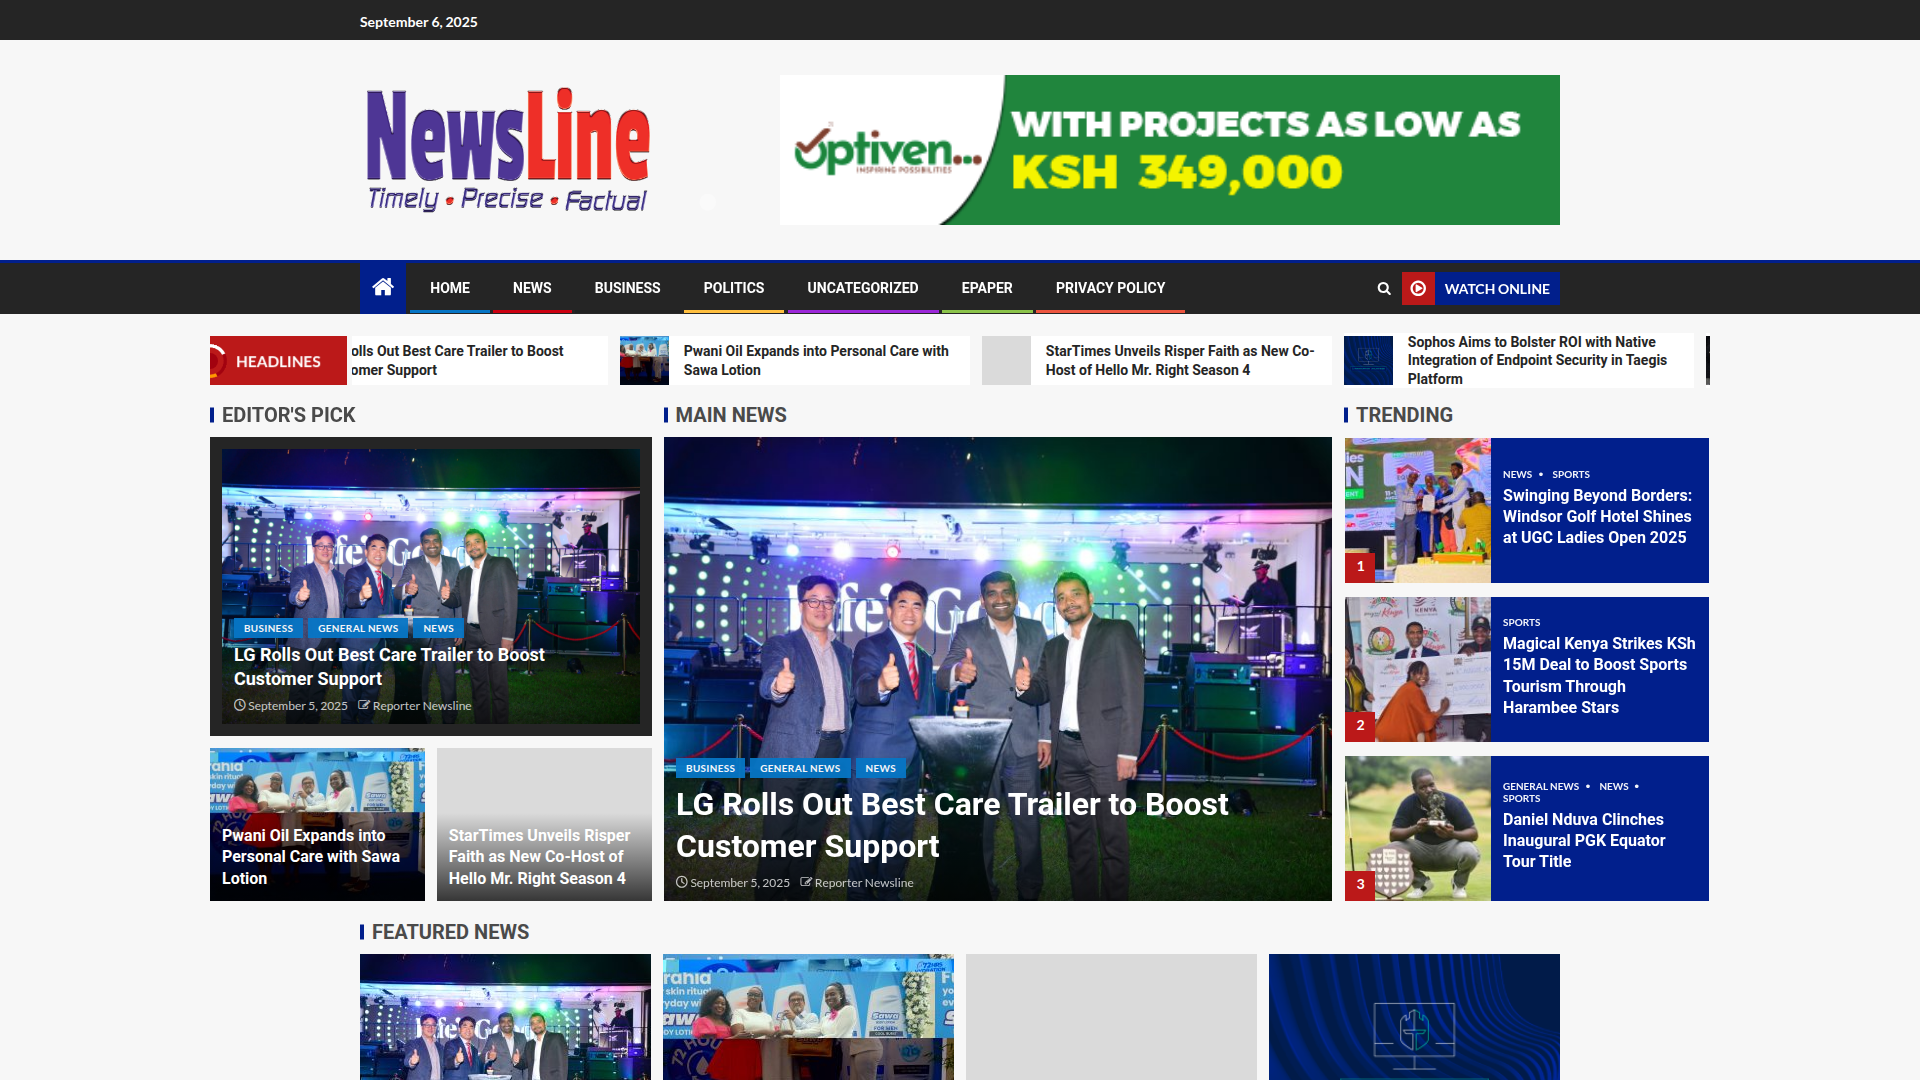 September 6, 2025
NewsLine
Timely • Precise • Factual
Optiven...
INSPIRING POSSIBILITIES
WITH PROJECTS AS LOW AS
KSH 349,000
HOME
NEWS
BUSINESS
POLITICS
UNCATEGORIZED
EPAPER
PRIVACY POLICY
WATCH ONLINE
HEADLINES
olls Out Best Care Trailer to Boost
omer Support
Pwani Oil Expands into Personal Care with
Sawa Lotion
StarTimes Unveils Risper Faith as New Co-
Host of Hello Mr. Right Season 4
Sophos Aims to Bolster ROI with Native
Integration of Endpoint Security in Taegis
Platform
EDITOR'S PICK
BUSINESS
GENERAL NEWS
NEWS
LG Rolls Out Best Care Trailer to Boost
Customer Support
September 5, 2025
Reporter Newsline
Pwani Oil Expands into
Personal Care with Sawa
Lotion
StarTimes Unveils Risper
Faith as New Co-Host of
Hello Mr. Right Season 4
MAIN NEWS
BUSINESS
GENERAL NEWS
NEWS
LG Rolls Out Best Care Trailer to Boost
Customer Support
September 5, 2025
Reporter Newsline
TRENDING
1
NEWS • SPORTS
Swinging Beyond Borders:
Windsor Golf Hotel Shines
at UGC Ladies Open 2025
2
SPORTS
Magical Kenya Strikes KSh
15M Deal to Boost Sports
Tourism Through
Harambee Stars
3
GENERAL NEWS • NEWS •
SPORTS
Daniel Nduva Clinches
Inaugural PGK Equator
Tour Title
FEATURED NEWS